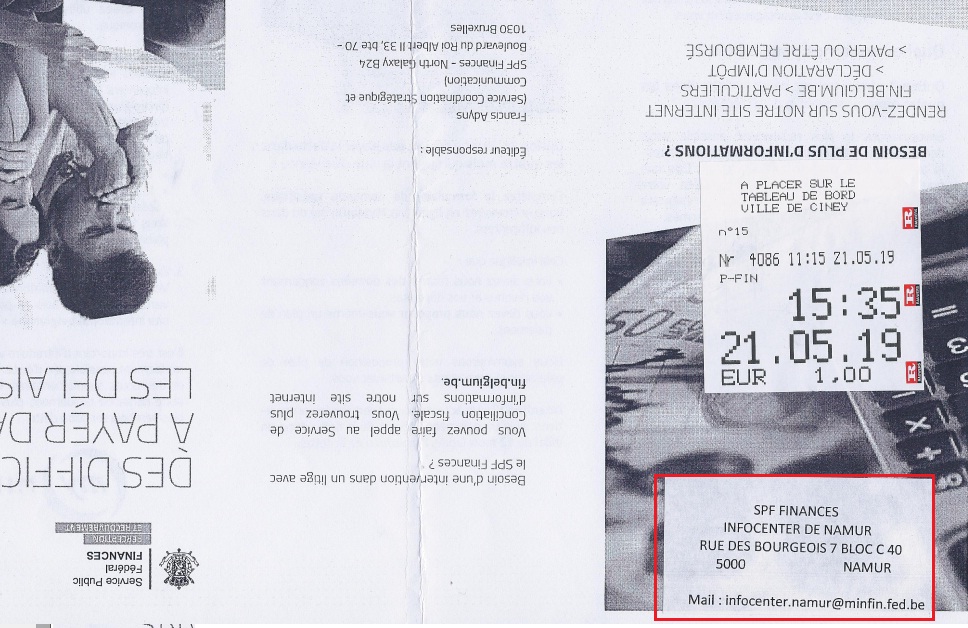 SPF FINANCES
INFOCENTER DE NAMUR
RUE DES BOURGEOIS 7 BLOC C 40
5000 NAMUR
Mail : infocenter.namur@minfin.fed.be
A PLACER SUR LE
TABLEAU DE BORD
VILLE DE CINEY
n°15
Nr 4086 11:15 21.05.19
P-FIN
15:35
21.05.19
EUR 1,00
BESOIN DE PLUS D'INFORMATIONS ?
RENDEZ-VOUS SUR NOTRE SITE INTERNET
FIN.BELGIUM.BE > PARTICULIERS
> DÉCLARATION D'IMPÔT
> PAYER OU ÊTRE REMBOURSÉ
Besoin d'une intervention dans un litige avec
le SPF Finances ?
Vous pouvez faire appel au Service de
Conciliation fiscale. Vous trouverez plus
d'informations sur notre site internet
fin.belgium.be.
Éditeur responsable :
Francis Adyns
(Service Coordination Stratégique et
Communication)
SPF Finances - North Galaxy B24
Boulevard du Roi Albert II 33, bte 70 -
1030 Bruxelles
Service Public
Fédéral
FINANCES
PERCEPTION
ET RECOUVREMENT
DES DIFFIC
A PAYER DA
LES DELAIS